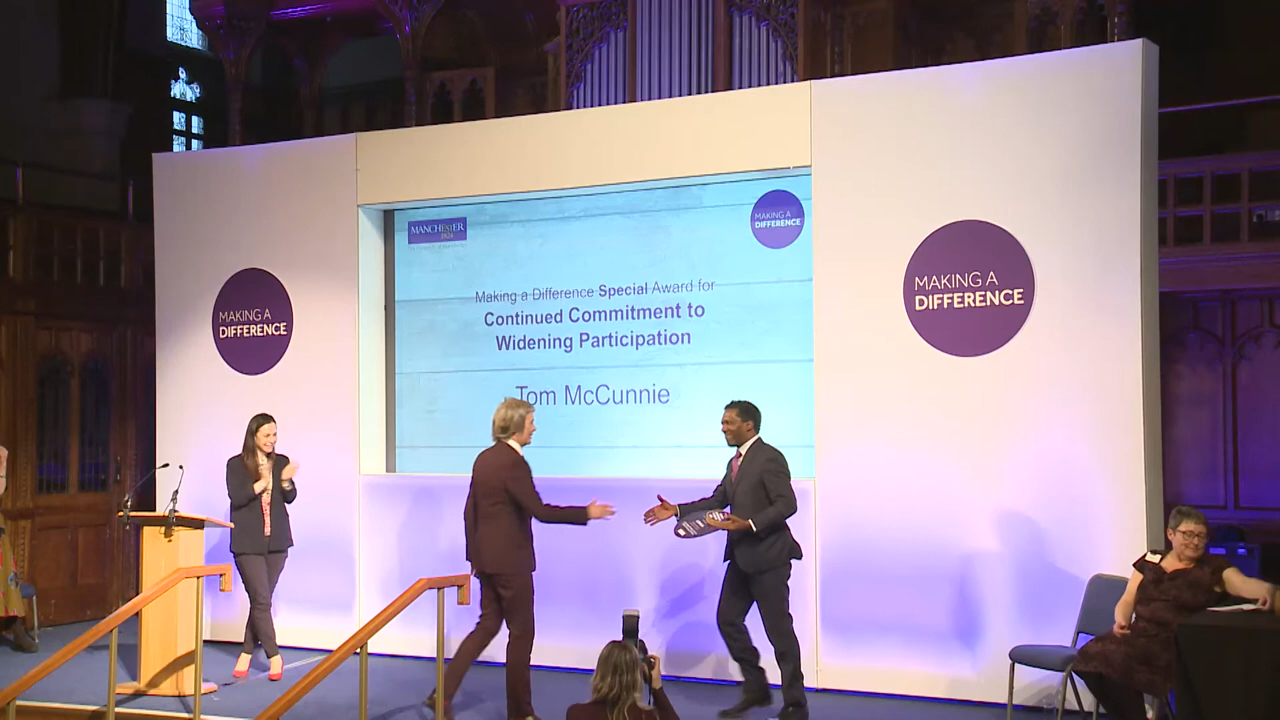 MANCHESTER
1824
MAKING A
DIFFERENCE
Making a Difference Special Award for
Continued Commitment to
Widening Participation
Tom McCunnie
MAKING A
DIFFERENCE
MAKING A
DIFFERENCE